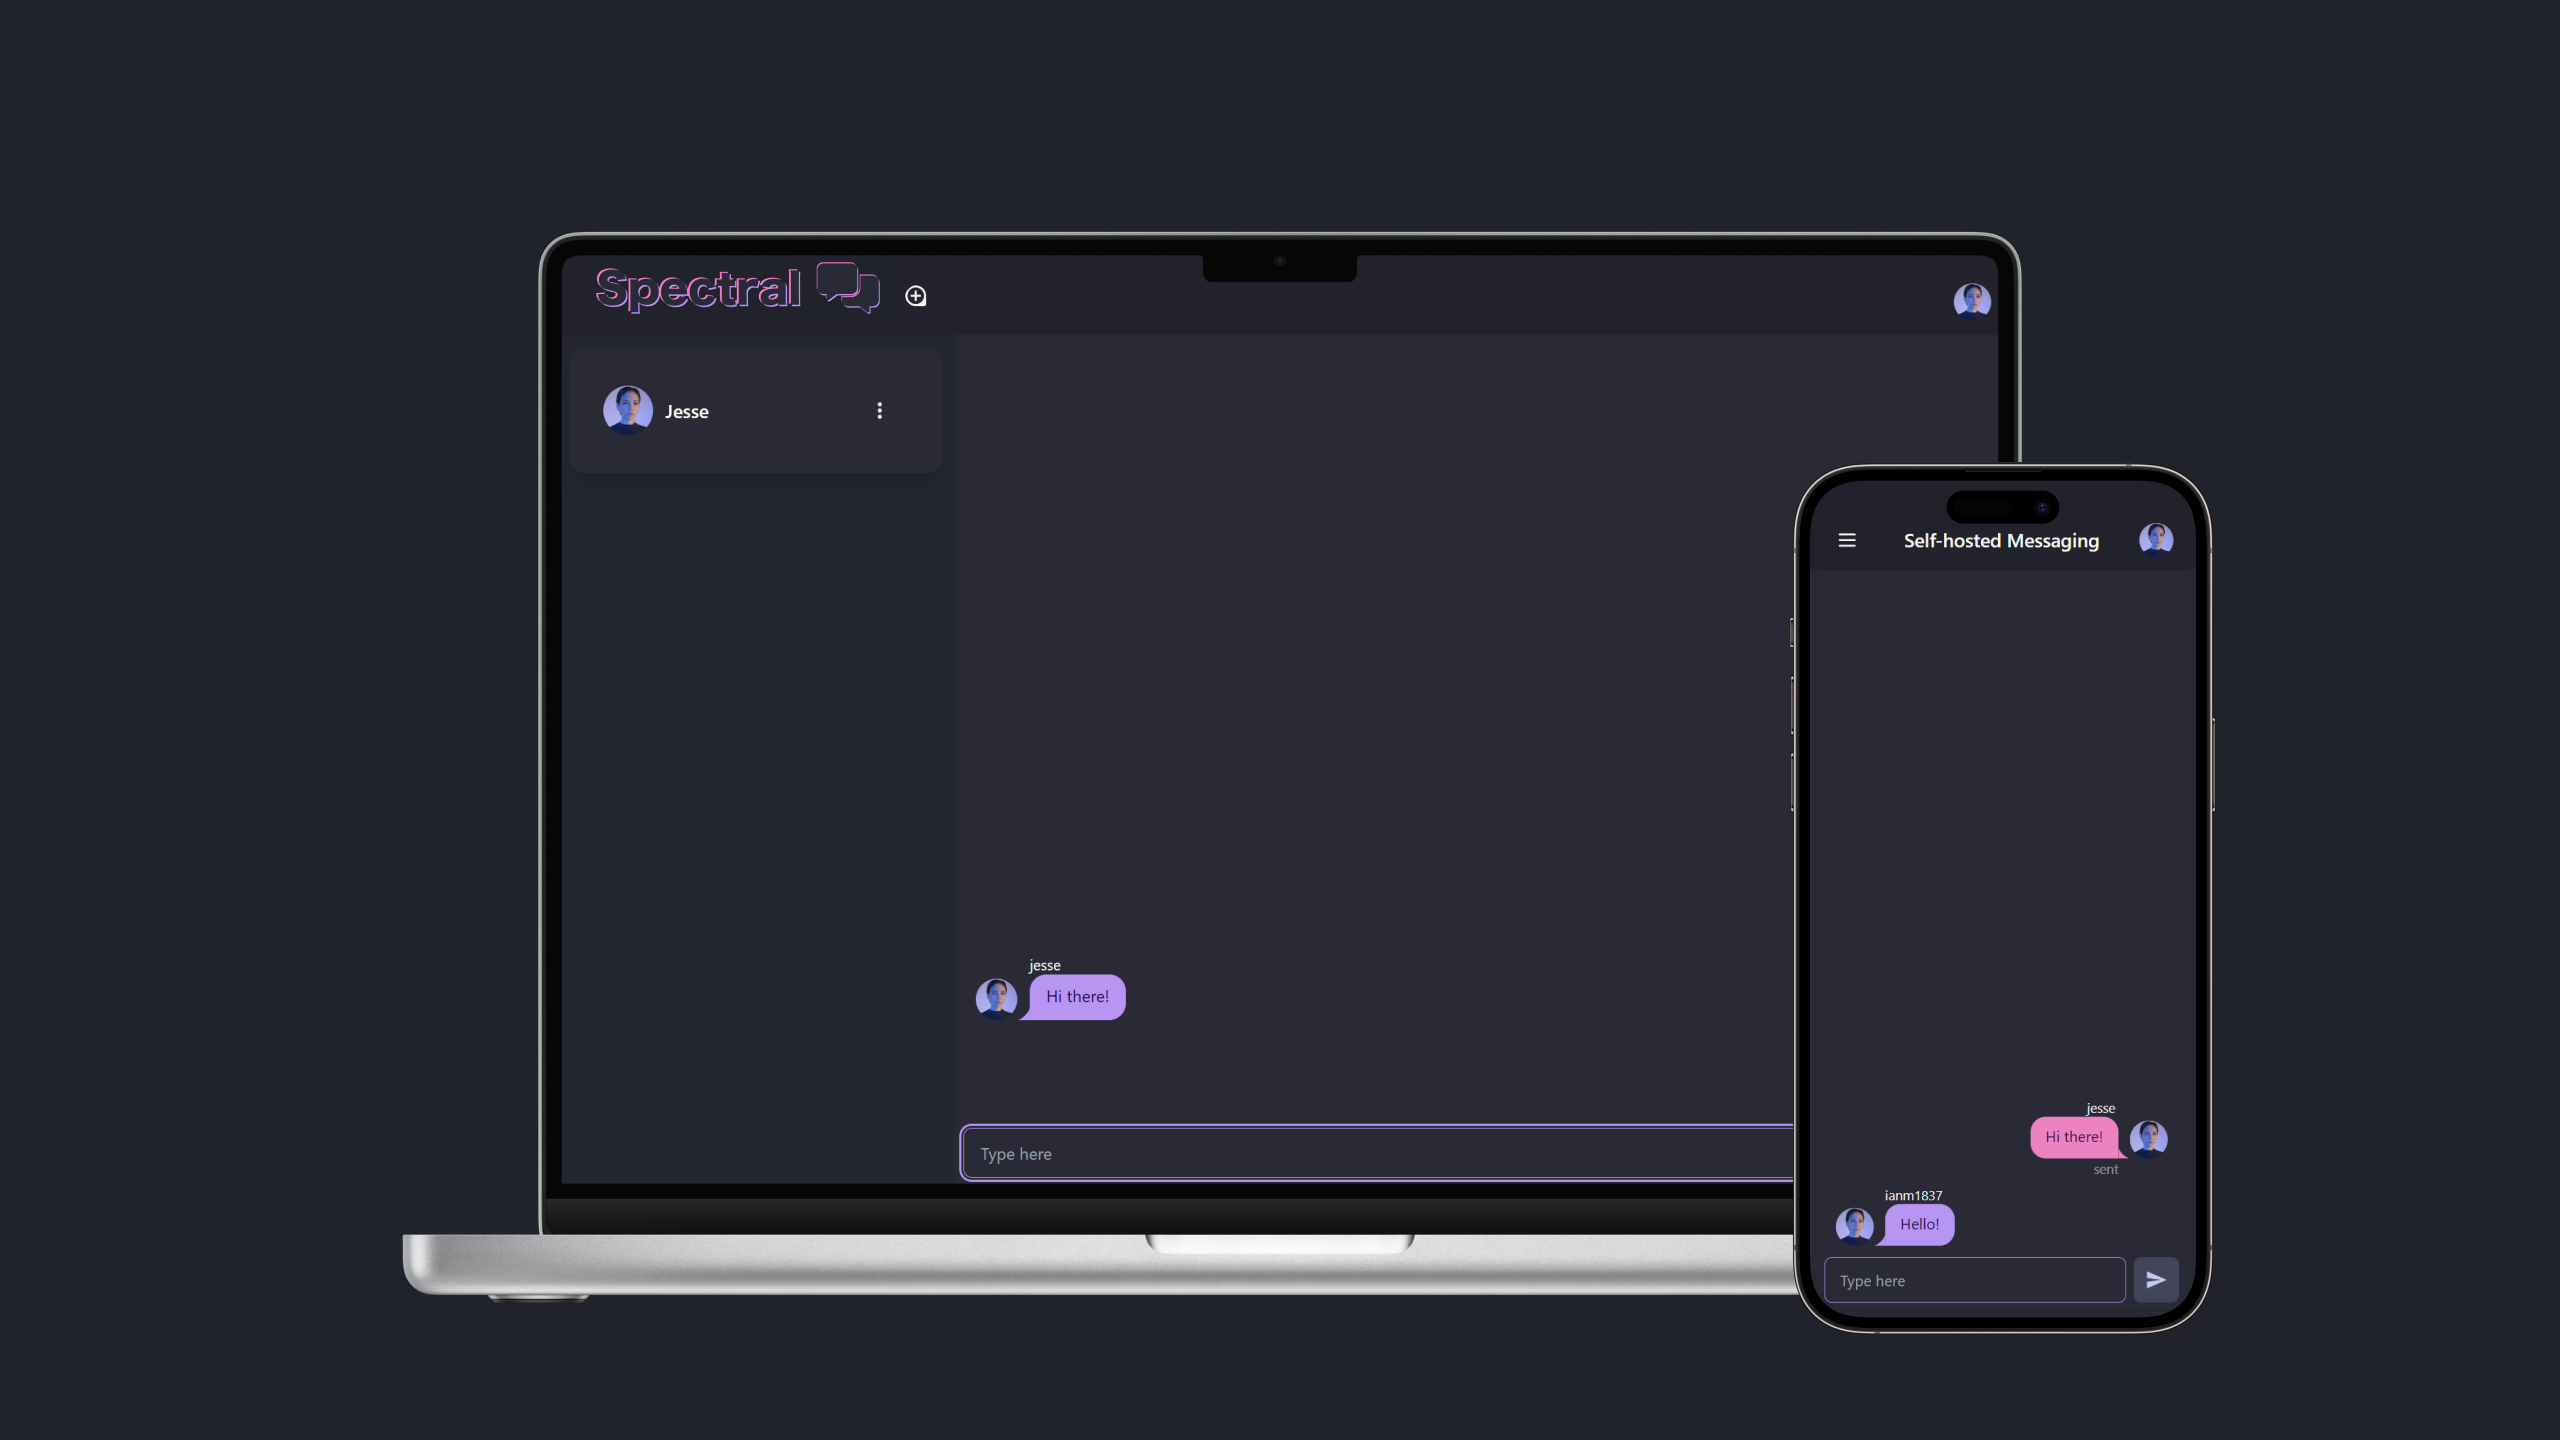 Spectral
Jesse
jesse
Hi there!
Type here
Self-hosted Messaging
jesse
Hi there!
sent
ianm1837
Hello!
Type here